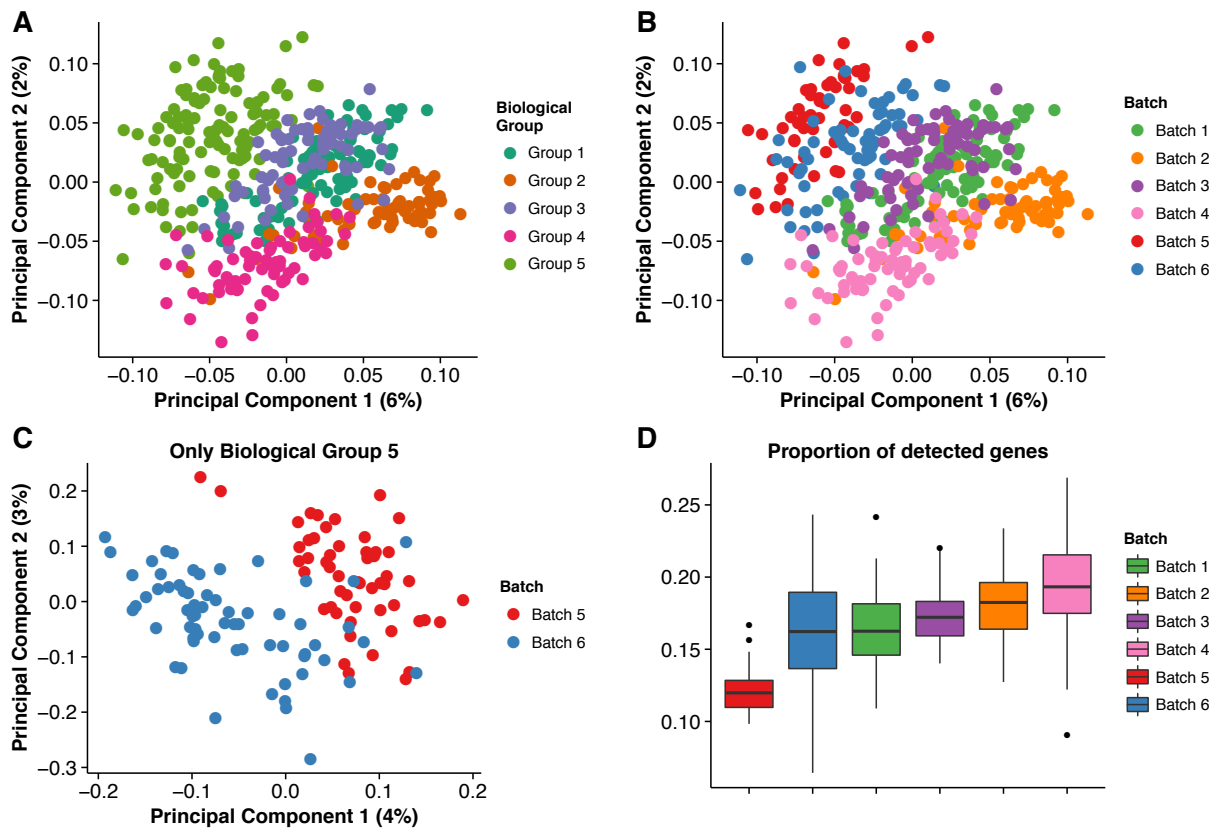 A
Principal Component 2 (2%)
0.10
0.05
0.00
−0.05
−0.10
−0.10
−0.05
0.00
0.05
0.10
Principal Component 1 (6%)
Biological
Group
Group 1
Group 2
Group 3
Group 4
Group 5
B
Principal Component 2 (2%)
0.10
0.05
0.00
−0.05
−0.10
−0.10
−0.05
0.00
0.05
0.10
Principal Component 1 (6%)
Batch
Batch 1
Batch 2
Batch 3
Batch 4
Batch 5
Batch 6
C
Only Biological Group 5
Principal Component 2 (3%)
0.2
0.1
0.0
−0.1
−0.2
−0.3
−0.2
−0.1
0.0
0.1
0.2
Principal Component 1 (4%)
Batch
Batch 5
Batch 6
D
Proportion of detected genes
0.25
0.20
0.15
0.10
Batch
Batch 1
Batch 2
Batch 3
Batch 4
Batch 5
Batch 6